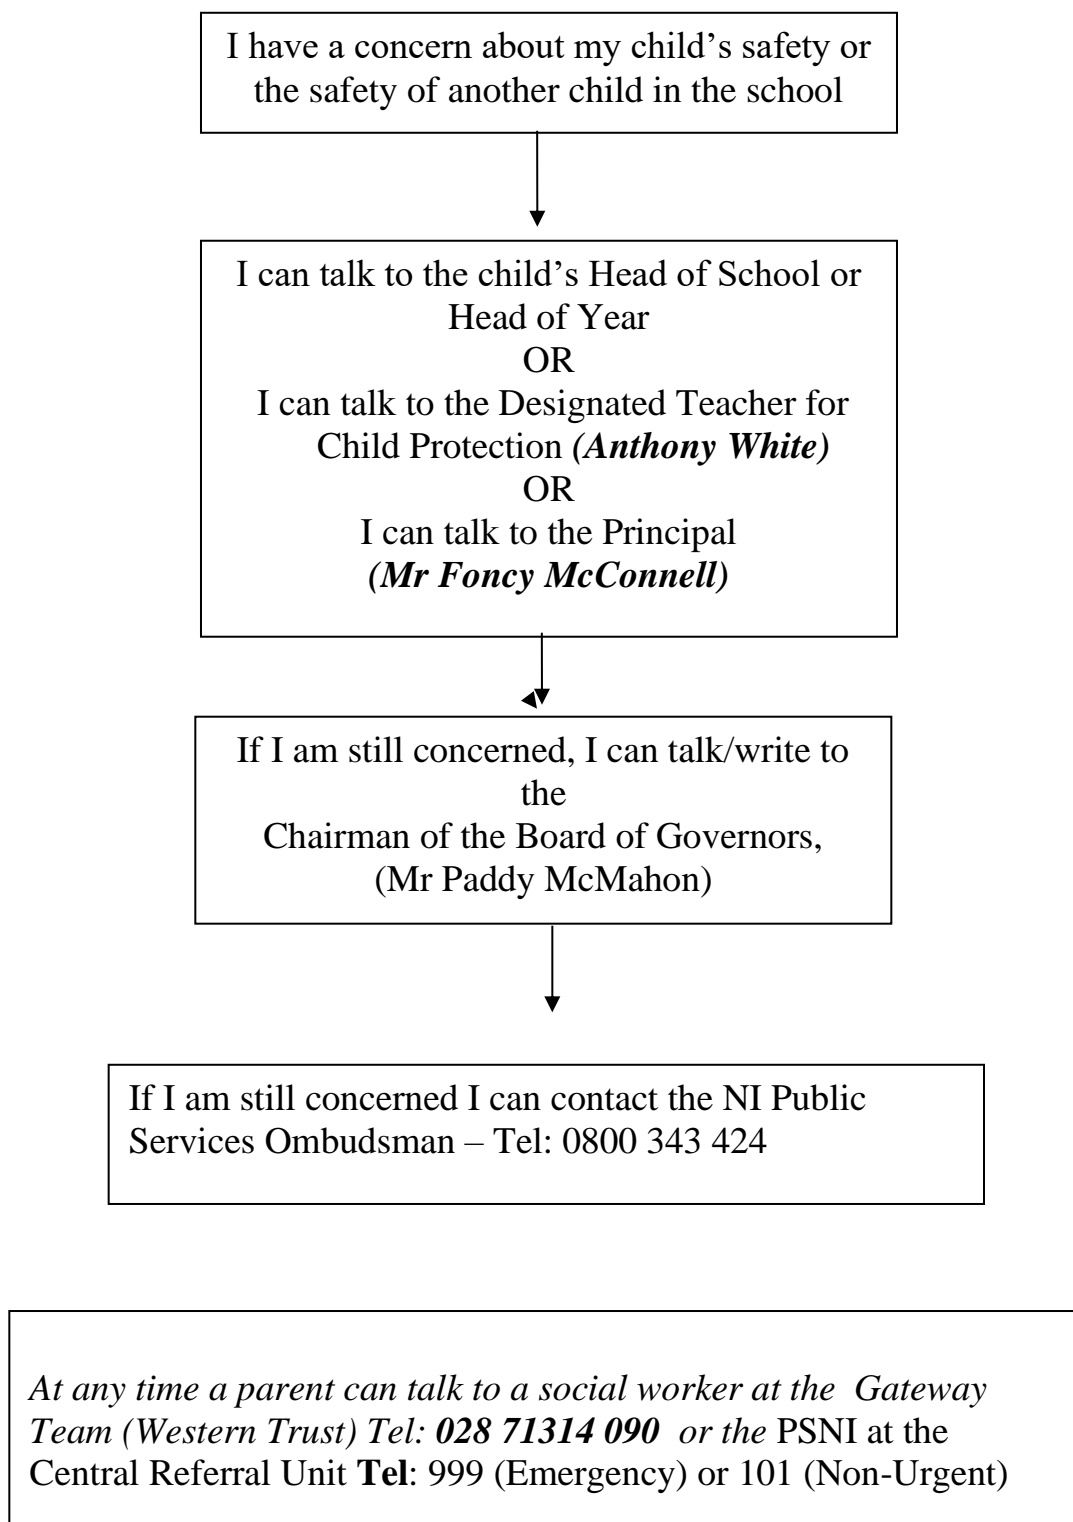 I have a concern about my child’s safety or
the safety of another child in the school
I can talk to the child’s Head of School or
Head of Year
OR
I can talk to the Designated Teacher for
Child Protection (Anthony White)
OR
I can talk to the Principal
(Mr Foncy McConnell)
If I am still concerned, I can talk/write to
the
Chairman of the Board of Governors,
(Mr Paddy McMahon)
If I am still concerned I can contact the NI Public
Services Ombudsman – Tel: 0800 343 424
At any time a parent can talk to a social worker at the Gateway
Team (Western Trust) Tel: 028 71314 090 or the PSNI at the
Central Referral Unit Tel: 999 (Emergency) or 101 (Non-Urgent)